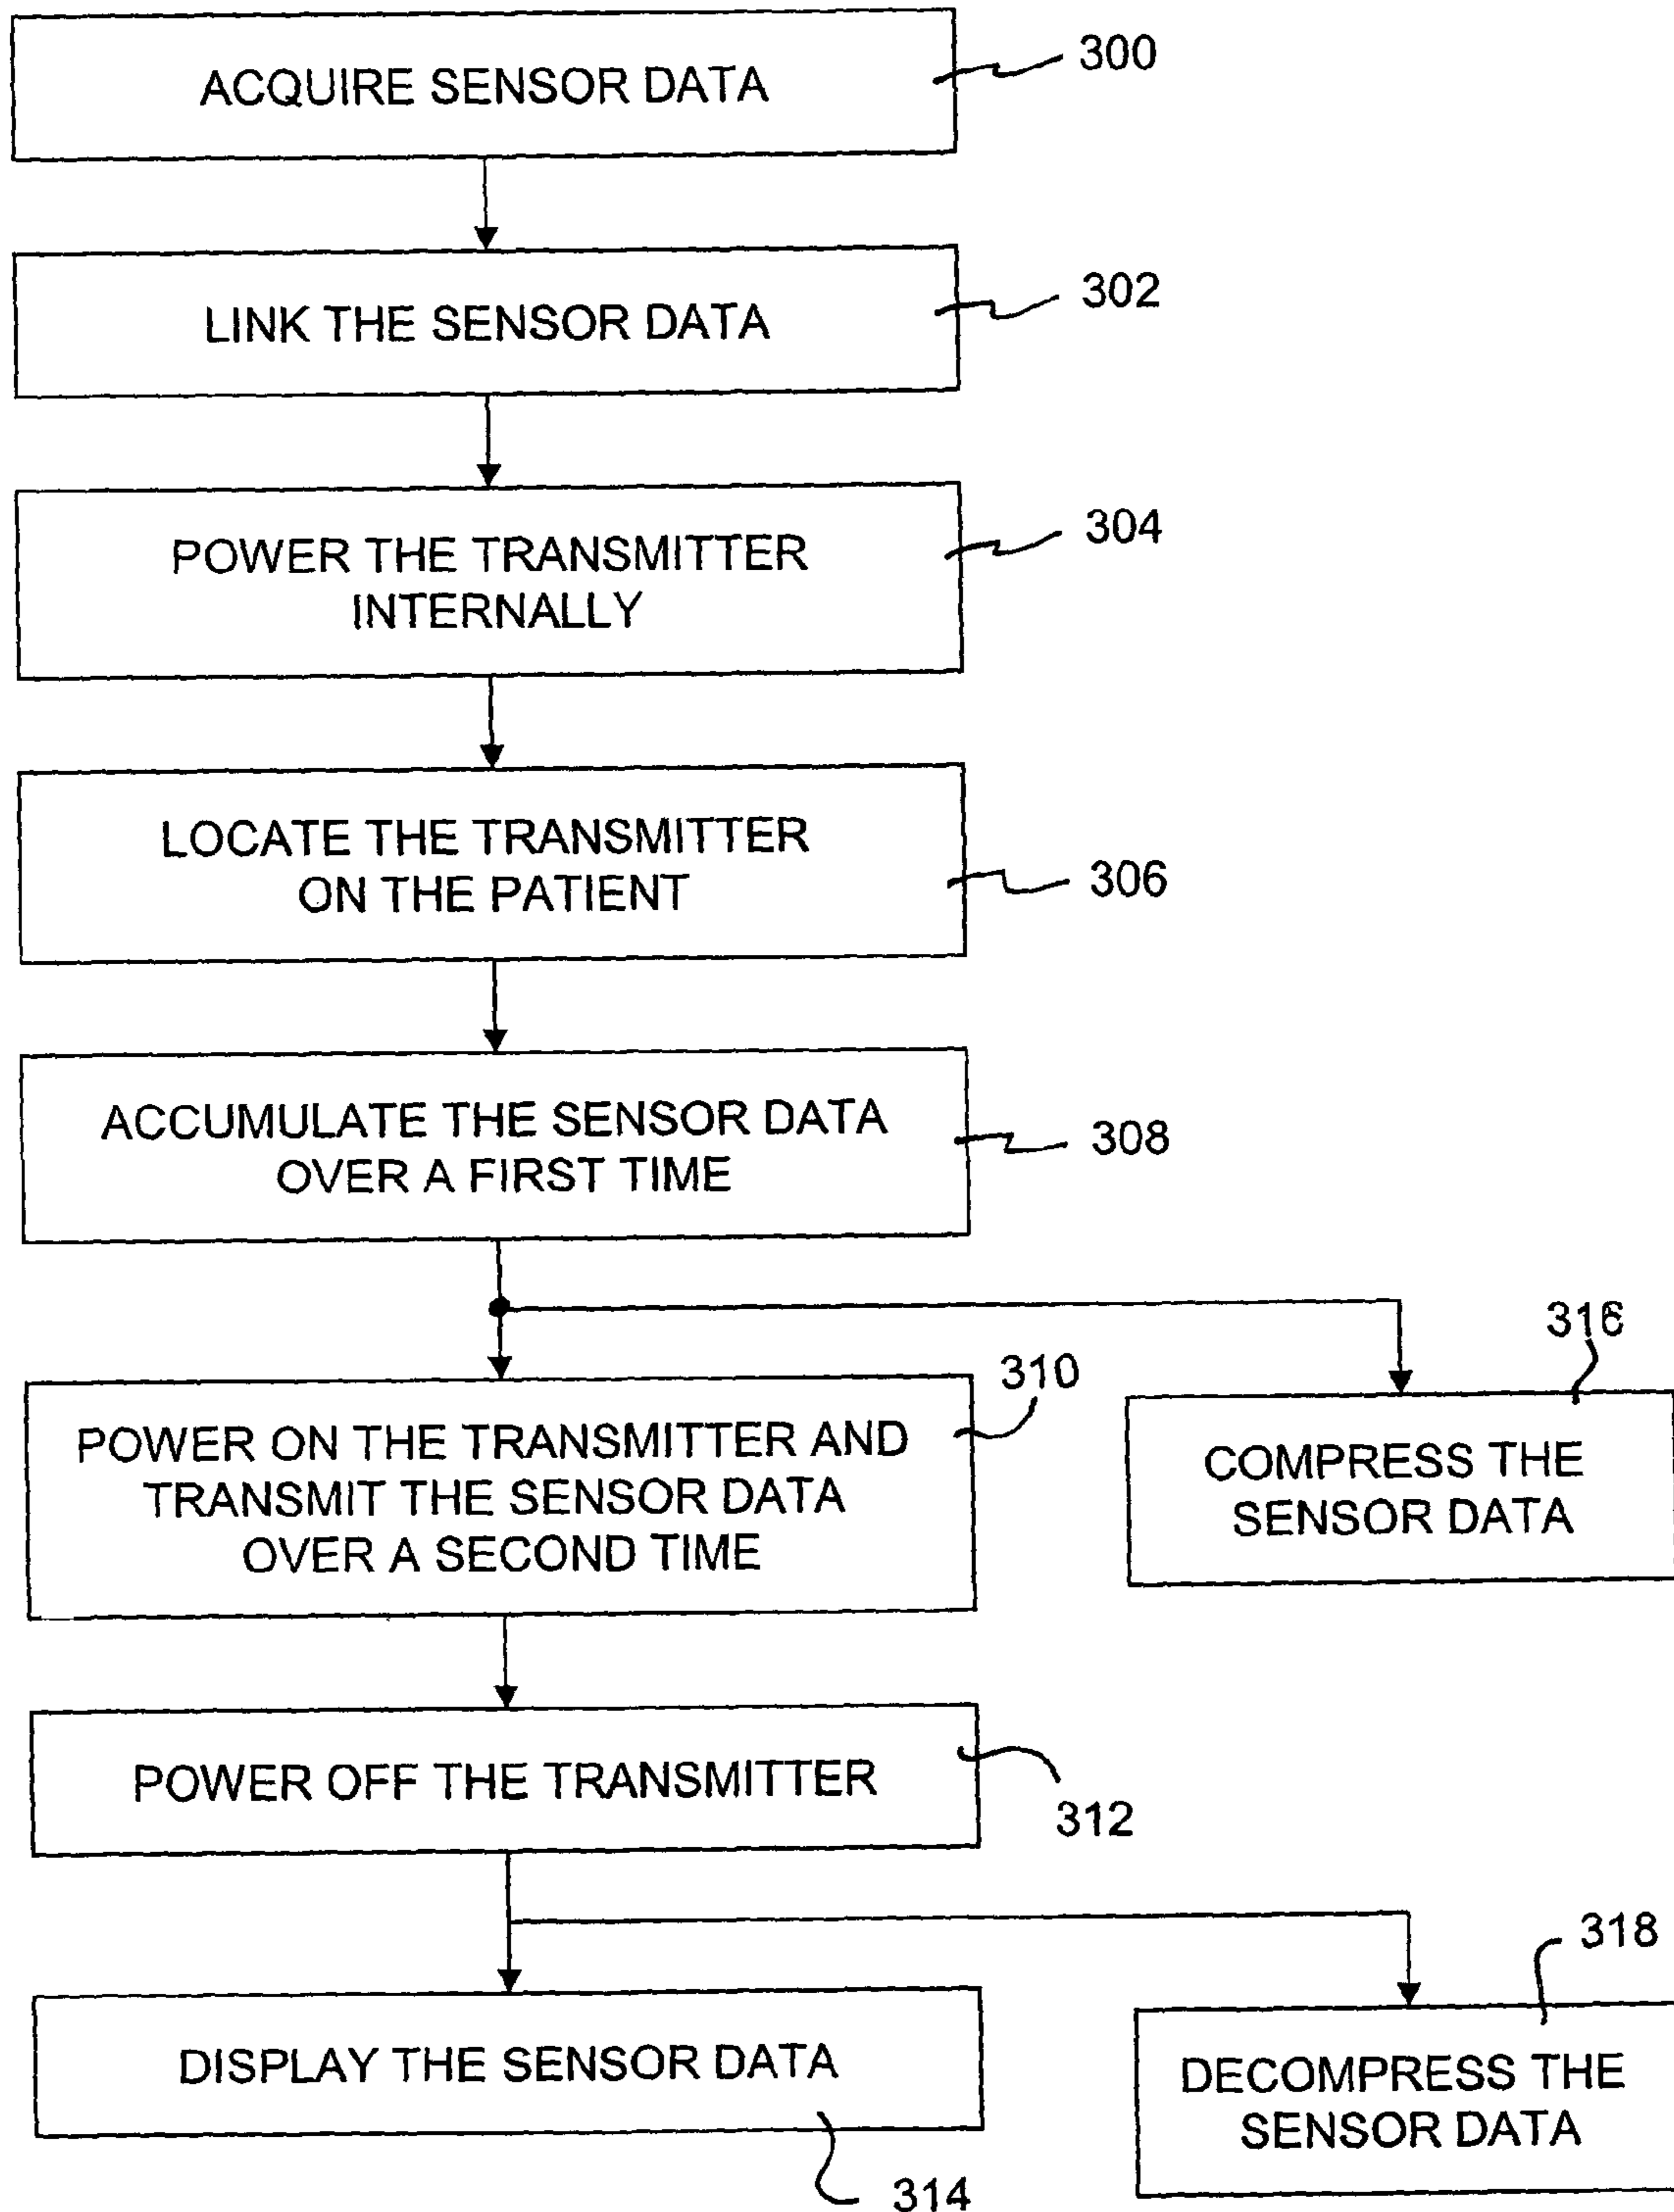 ACQUIRE SENSOR DATA
300
LINK THE SENSOR DATA
302
POWER THE TRANSMITTER
INTERNALLY
304
LOCATE THE TRANSMITTER
ON THE PATIENT
306
ACCUMULATE THE SENSOR DATA
OVER A FIRST TIME
308
POWER ON THE TRANSMITTER AND
TRANSMIT THE SENSOR DATA
OVER A SECOND TIME
310
COMPRESS THE
SENSOR DATA
316
POWER OFF THE TRANSMITTER
312
DISPLAY THE SENSOR DATA
314
DECOMPRESS THE
SENSOR DATA
318